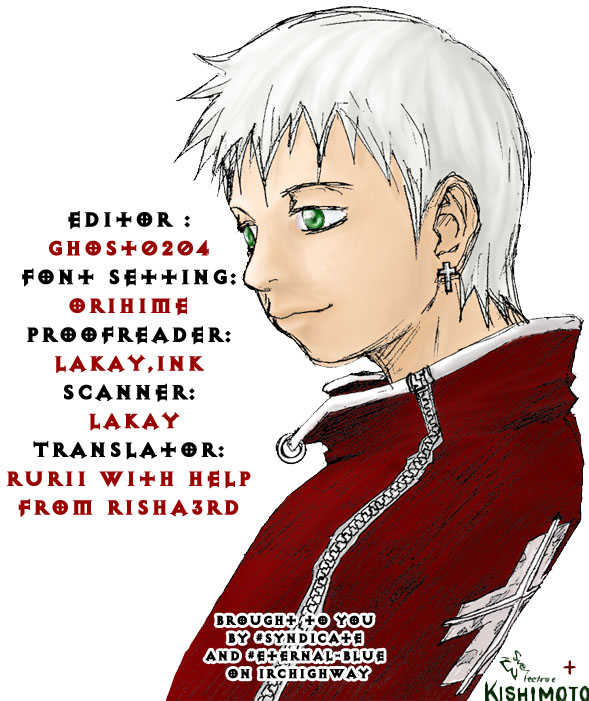 EDITOR :
GHOST0204
FONT SETTING:
ORIHIME
PROOFREADER:
LAKAY,INK
SCANNER:
LAKAY
TRANSLATOR:
RURII WITH HELP
FROM RISHA3RD
BROUGHT TO YOU
BY #SYNDICATE
AND #ETERNAL-BLUE
ON IRCHIGHWAY
KISHIMOTO